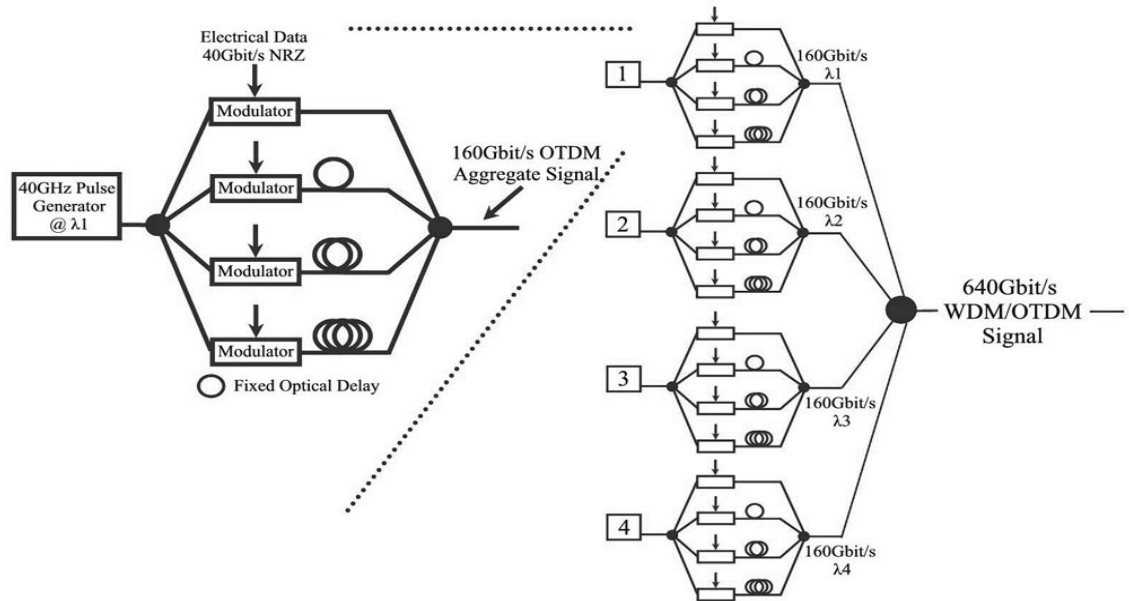 Electrical Data
40Gbit/s NRZ
Modulator
40GHz Pulse
Generator
@ λ1
Modulator
Modulator
Modulator
Fixed Optical Delay
160Gbit/s OTDM
Aggregate Signal
1
160Gbit/s
λ1
2
160Gbit/s
λ2
3
160Gbit/s
λ3
4
160Gbit/s
λ4
640Gbit/s
WDM/OTDM
Signal